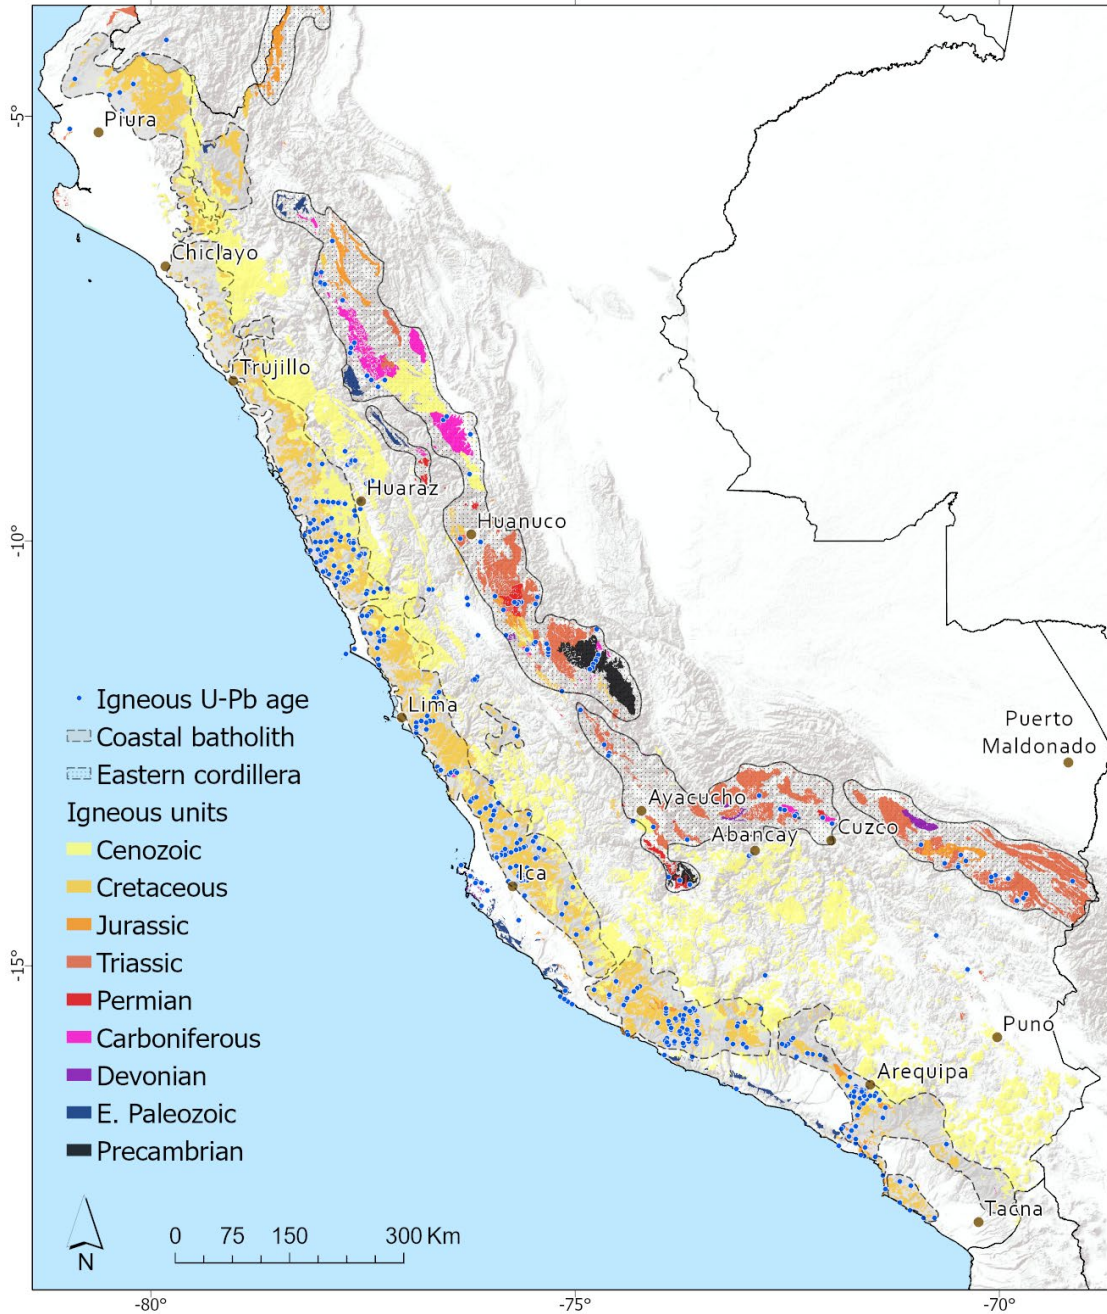 -5°
Piura
Chiclayo
Trujillo
Huaraz
Huanuco
-10°
Igneous U-Pb age
Coastal batholith
Eastern cordillera
Igneous units
Cenozoic
Cretaceous
Jurassic
Triassic
Permian
Carboniferous
Devonian
E. Paleozoic
Precambrian
Lima
Puerto
Maldonado
Ayacucho
Abancay
Cuzco
Ica
-15°
Puno
Arequipa
Tacna
N
0 75 150 300 Km
-80° -75° -70°